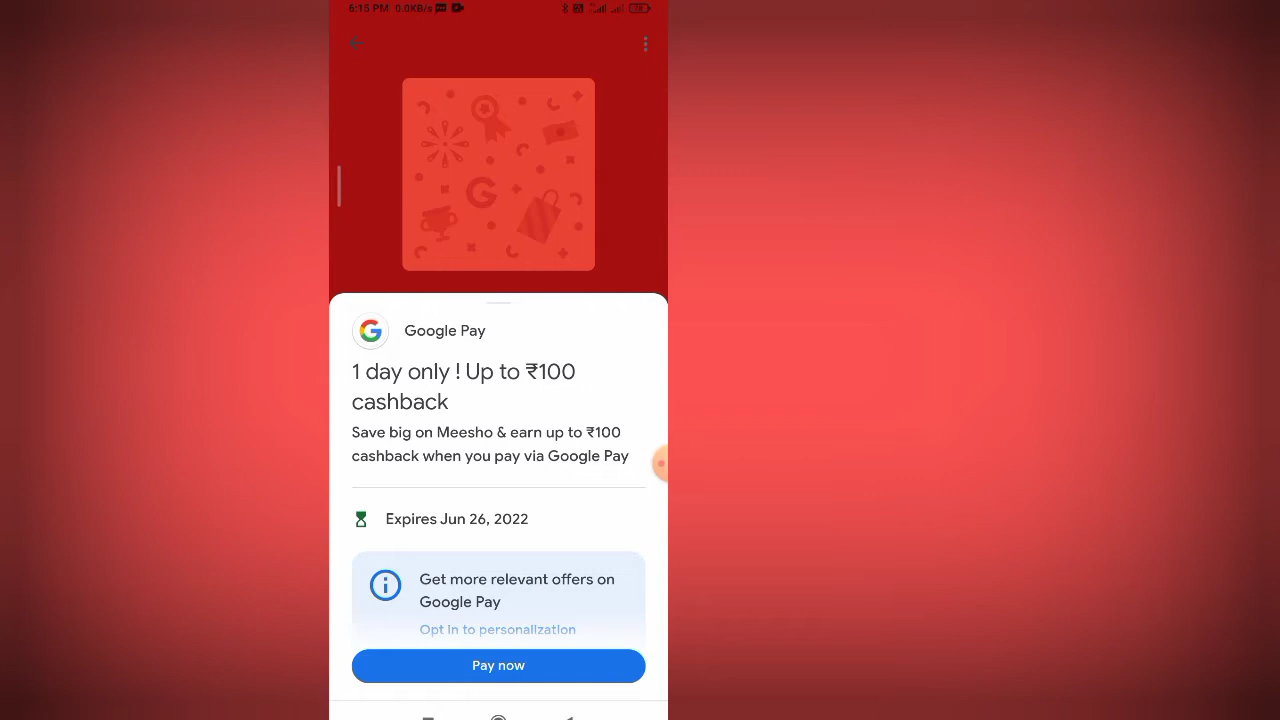 6:15 PM 0.0KB/s
Google Pay
1 day only ! Up to ₹100
cashback
Save big on Meesho & earn up to ₹100
cashback when you pay via Google Pay
Expires Jun 26, 2022
Get more relevant offers on
Google Pay
Opt in to personalization
Pay now